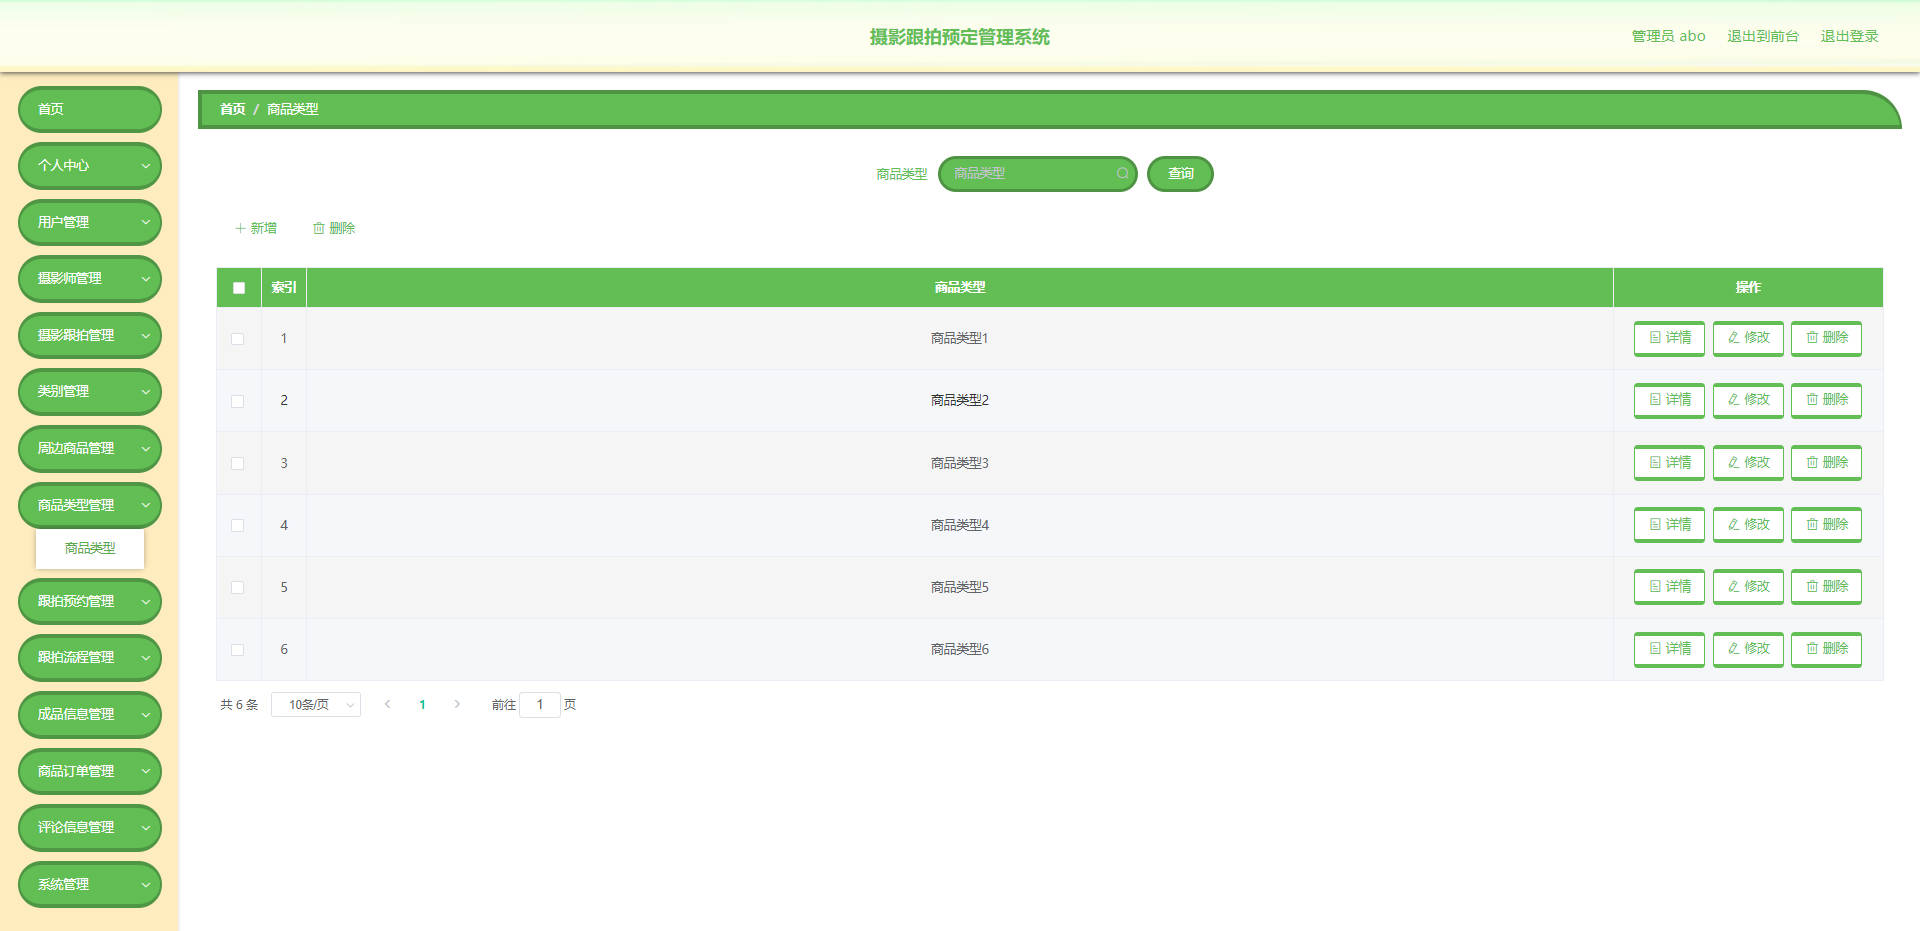 摄影跟拍预定管理系统
管理员 abo 退出到前台 退出登录
首页
个人中心
用户管理
摄影师管理
摄影跟拍管理
类别管理
周边商品管理
商品类型管理
商品类型
跟拍预约管理
跟拍流程管理
成品信息管理
商品订单管理
评论信息管理
系统管理
首页 / 商品类型
商品类型 商品类型 查询
新增 删除
索引 商品类型 操作
1 商品类型1 详情 修改 删除
2 商品类型2 详情 修改 删除
3 商品类型3 详情 修改 删除
4 商品类型4 详情 修改 删除
5 商品类型5 详情 修改 删除
6 商品类型6 详情 修改 删除
共 6 条 10条/页 1 前往 1 页